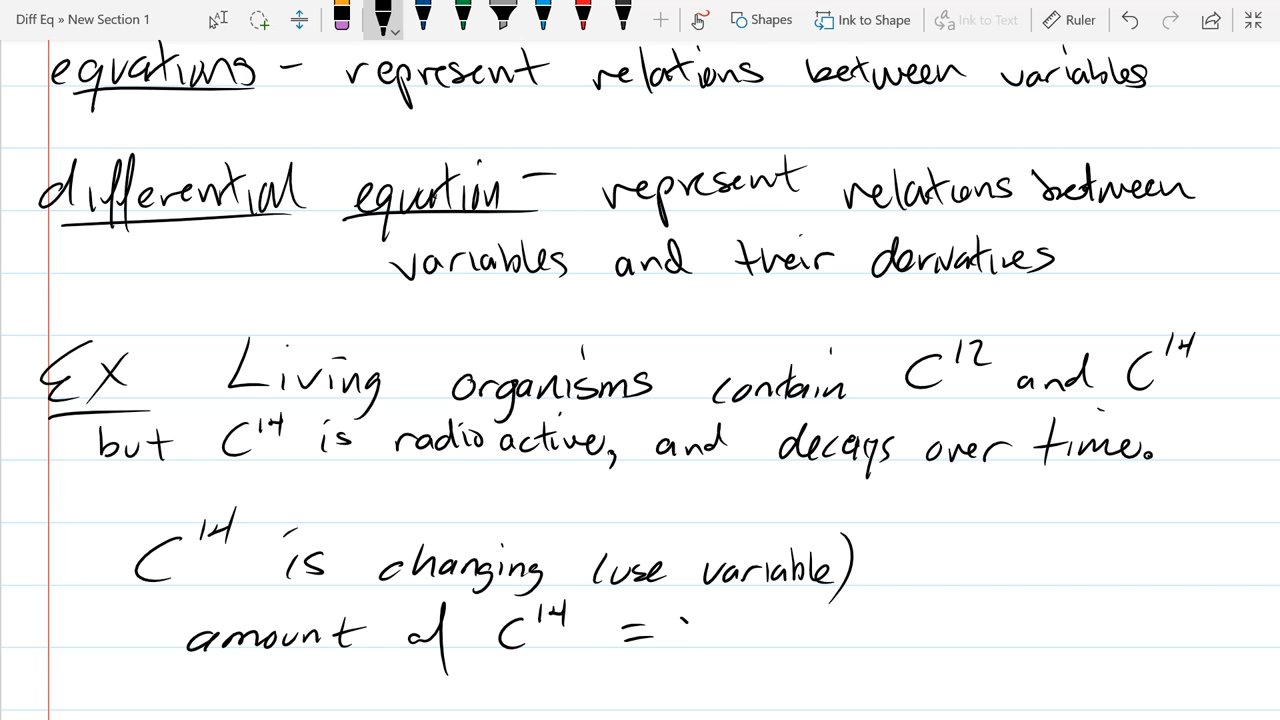 Diff Eq » New Section 1
Shapes Ink to Shape Ink to Text Ruler
equations - represent relations between variables
differential equation - represent relations between
variables and their derivatives
Ex Living organisms contain C¹² and C¹⁴
but C¹⁴ is radioactive, and decays over time.
C¹⁴ is changing (use variable)
amount of C¹⁴ =